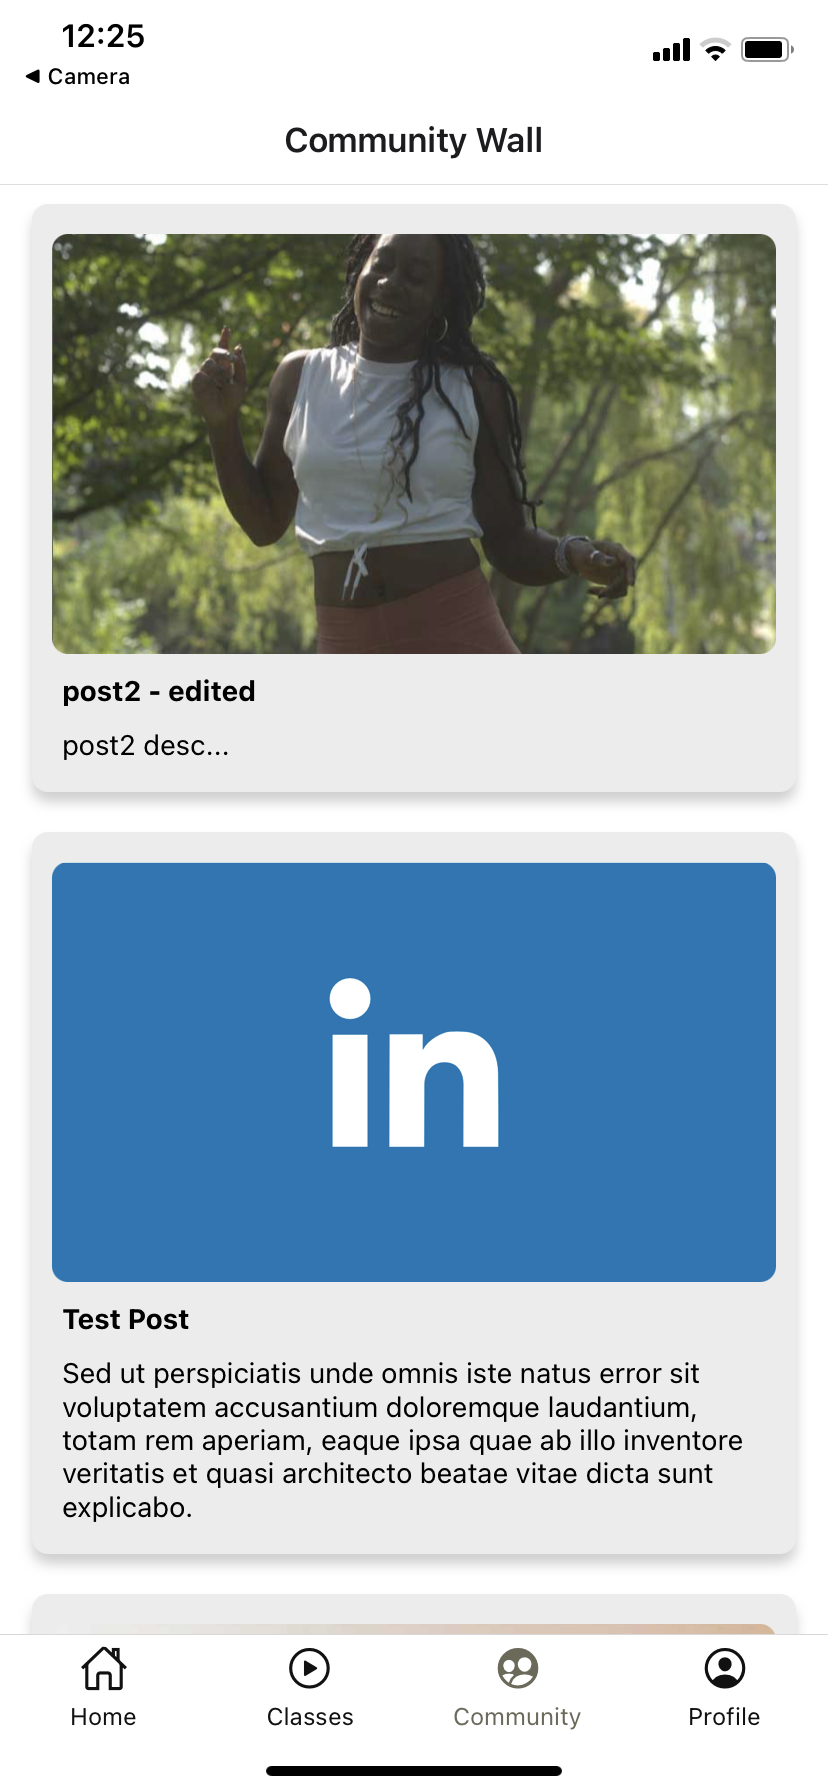 12:25
◀ Camera
Community Wall
post2 - edited
post2 desc...
in
Test Post
Sed ut perspiciatis unde omnis iste natus error sit
voluptatem accusantium doloremque laudantium,
totam rem aperiam, eaque ipsa quae ab illo inventore
veritatis et quasi architecto beatae vitae dicta sunt
explicabo.
Home
Classes
Community
Profile